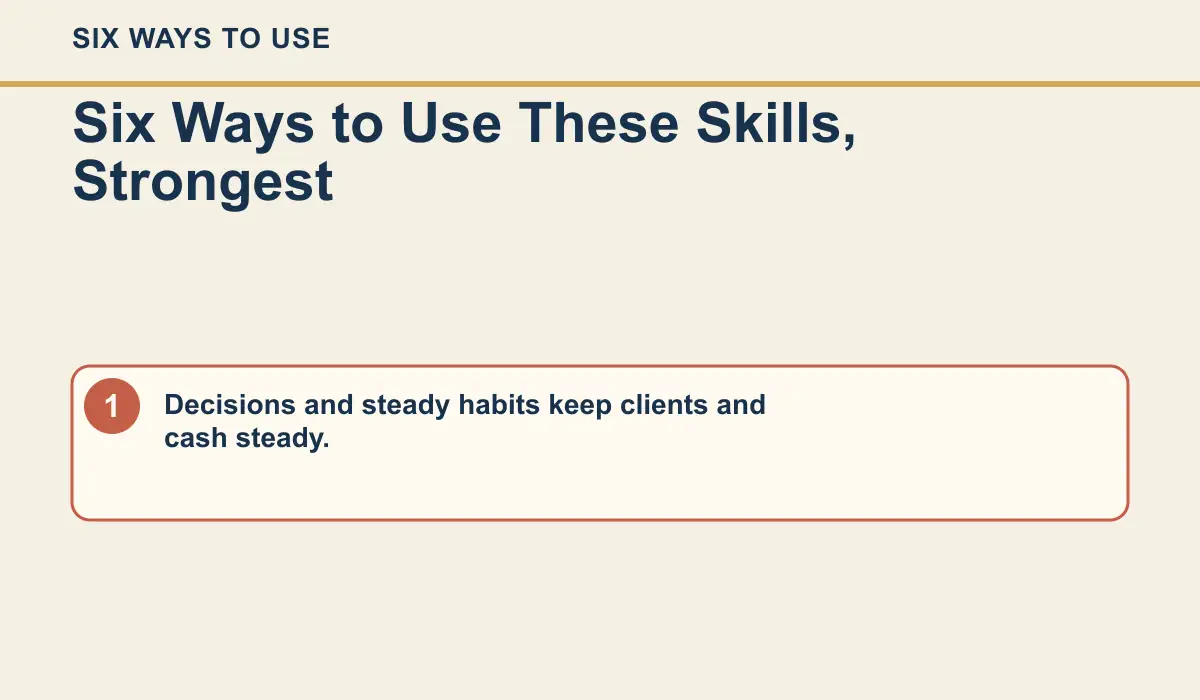 SIX WAYS TO USE
Six Ways to Use These Skills,
Strongest
1
Decisions and steady habits keep clients and
cash steady.